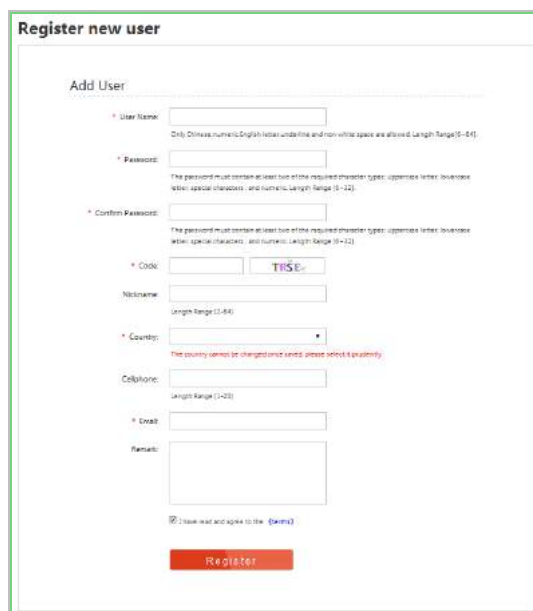 Register new user
Add User
* User Name:
Only Chinese, numeric, English letter, underline and non-white space are allowed. Length Range [6-64].
* Password:
The password must contain at least two of the required character types: uppercase letter, lowercase
letter, special characters , and numeric. Length Range [6-32].
* Confirm Password:
The password must contain at least two of the required character types: uppercase letter, lowercase
letter, special characters , and numeric. Length Range [6-32].
* Code:
Nickname:
Length Range [2-64]
* Country:
The country cannot be changed once saved, please select it prudently
Cellphone:
Length Range [1-20]
* Email:
Remark:
I have read and agree to the (terms)
Register